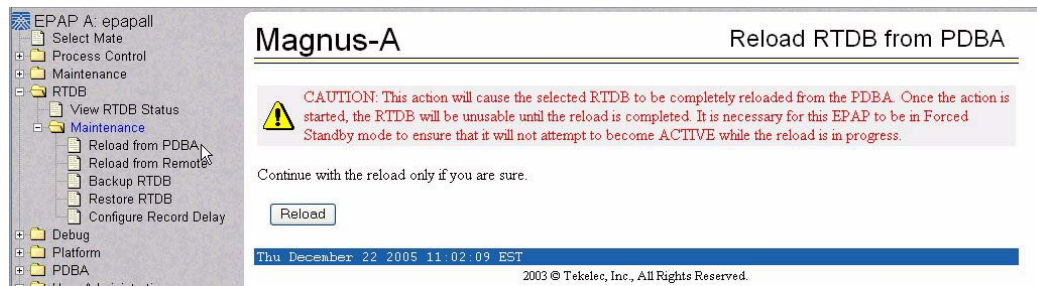 EPAP A: epapall
Select Mate
Process Control
Maintenance
RTDB
View RTDB Status
Maintenance
Reload from PDBA
Reload from Remote
Backup RTDB
Restore RTDB
Configure Record Delay
Debug
Platform
PDBA
Magnus-A
Reload RTDB from PDBA
CAUTION: This action will cause the selected RTDB to be completely reloaded from the PDBA. Once the action is
started, the RTDB will be unusable until the reload is completed. It is necessary for this EPAP to be in Forced
Standby mode to ensure that it will not attempt to become ACTIVE while the reload is in progress.
Continue with the reload only if you are sure.
Reload
Thu December 22 2005 11:02:09 EST
2003 © Tekelec, Inc., All Rights Reserved.